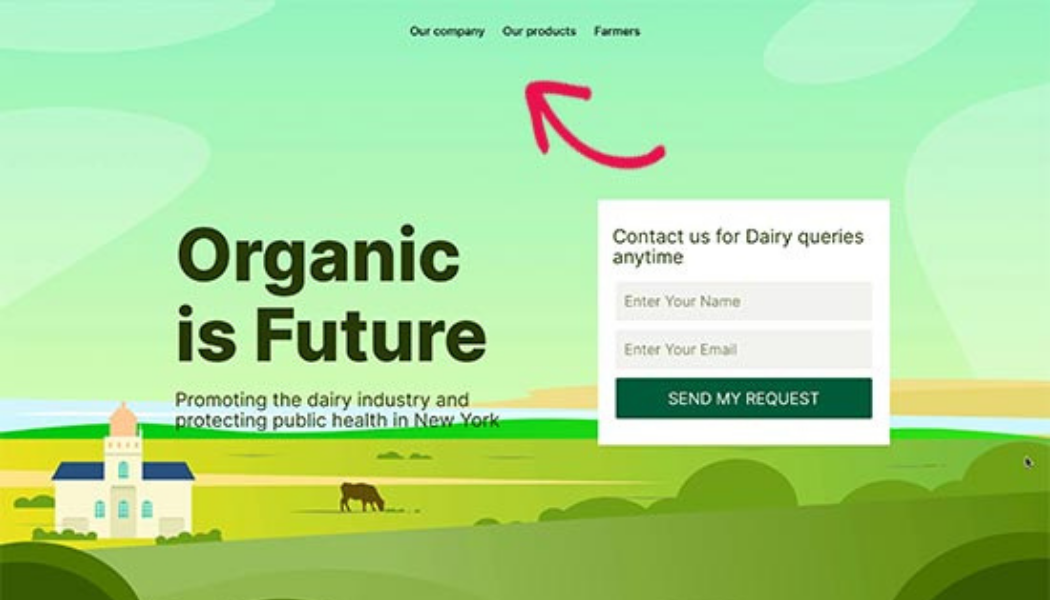 Our company Our products Farmers
Organic
is Future
Promoting the dairy industry and
protecting public health in New York
Contact us for Dairy queries
anytime
Enter Your Name
Enter Your Email
SEND MY REQUEST